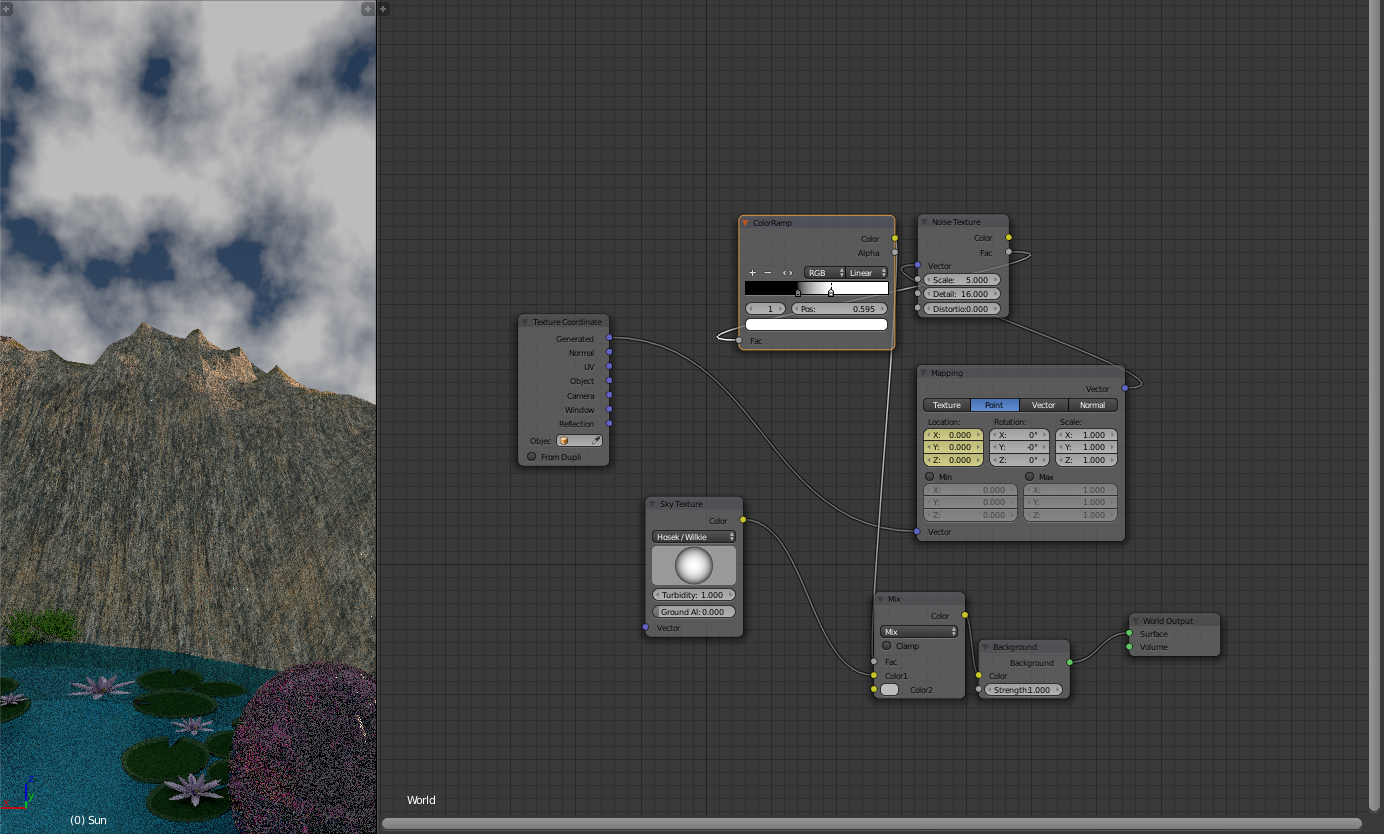 ColorRamp
Color
Alpha
+ − RGB Linear
1 Pos: 0.595
Fac
Noise Texture
Color
Fac
Vector
Scale: 5.000
Detail: 16.000
Distortio:0.000
Texture Coordinate
Generated
Normal
UV
Object
Camera
Window
Reflection
Objec
From Dupli
Mapping
Vector
Texture Point Vector Normal
Location: Rotation: Scale:
X: 0.000 X: 0° X: 1.000
Y: 0.000 Y: -0° Y: 1.000
Z: 0.000 Z: 0° Z: 1.000
Min Max
X: 0.000 X: 1.000
Y: 0.000 Y: 1.000
Z: 0.000 Z: 1.000
Vector
Sky Texture
Color
Hosek / Wilkie
Turbidity: 1.000
Ground Al: 0.000
Vector
Mix
Color
Mix
Clamp
Fac
Color1
Color2
Background
Background
Color
Strength:1.000
World Output
Surface
Volume
World
(0) Sun